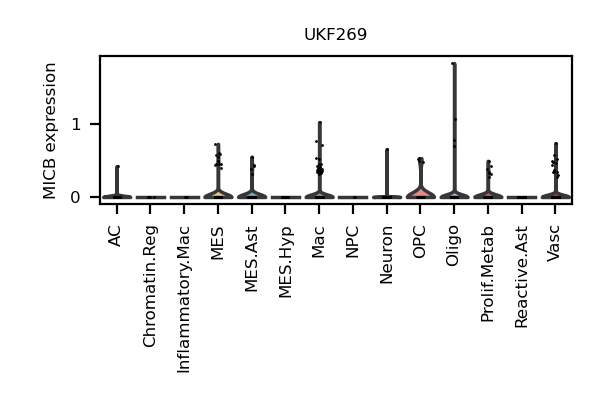 UKF269
MICB expression
1
0
AC
Chromatin.Reg
Inflammatory.Mac
MES
MES.Ast
MES.Hyp
Mac
NPC
Neuron
OPC
Oligo
Prolif.Metab
Reactive.Ast
Vasc